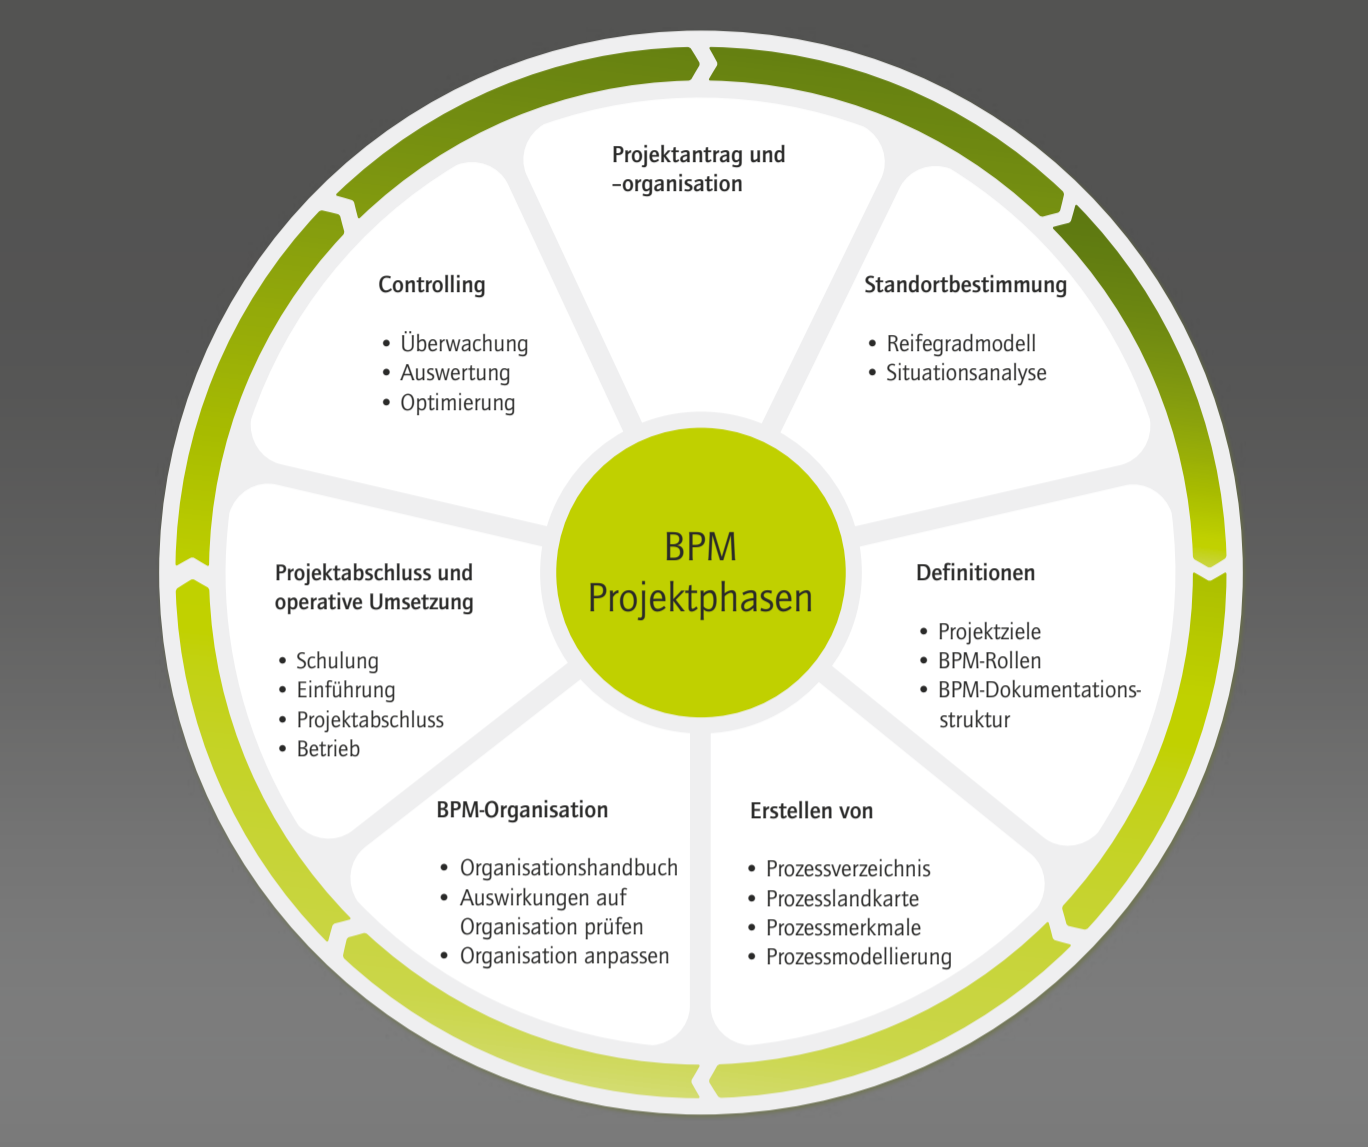 Projektantrag und
–organisation
Standortbestimmung
• Reifegradmodell
• Situationsanalyse
Definitionen
• Projektziele
• BPM-Rollen
• BPM-Dokumentations-
struktur
Erstellen von
• Prozessverzeichnis
• Prozesslandkarte
• Prozessmerkmale
• Prozessmodellierung
BPM-Organisation
• Organisationshandbuch
• Auswirkungen auf
Organisation prüfen
• Organisation anpassen
Projektabschluss und
operative Umsetzung
• Schulung
• Einführung
• Projektabschluss
• Betrieb
Controlling
• Überwachung
• Auswertung
• Optimierung
BPM
Projektphasen